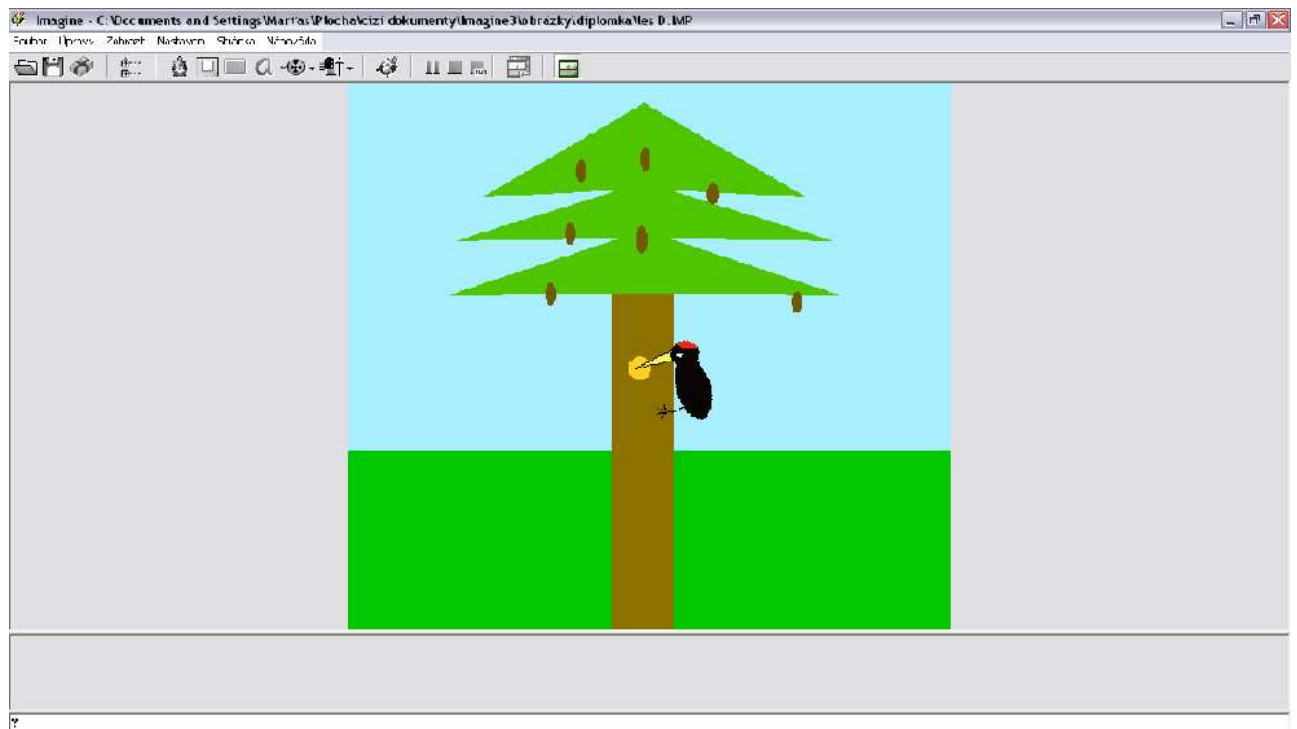 Imagine - C:\Documents and Settings\Martas\Plocha\cizi dokumenty\Imagine3\obrazky\diplomka\les D.IMP
Soubor Úpravy Zobrazit Nastavení Stránka Nápověda
?